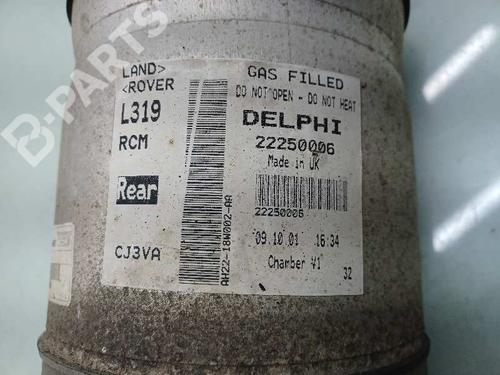 B-PARTS
LAND>
<ROVER
L319
RCM
Rear
CJ3VA
AH22-18W002-AA
GAS FILLED
DO NOT OPEN - DO NOT HEAT
DELPHI
22250006
Made in UK
22250006
09.10.01 16:34
Chamber V1
32